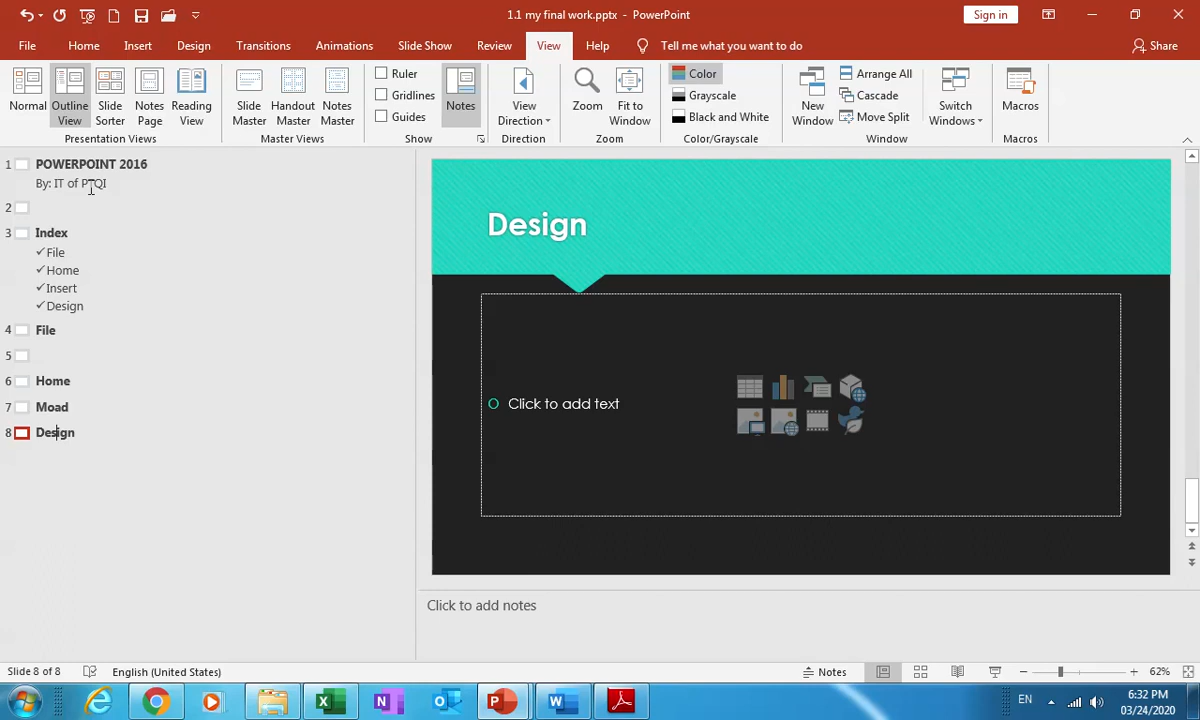 1.1 my final work.pptx - PowerPoint
Sign in
File Home Insert Design Transitions Animations Slide Show Review View Help Tell me what you want to do Share
Normal
Outline View
Slide Sorter
Notes Page
Reading View
Presentation Views
Slide Master
Handout Master
Notes Master
Master Views
Ruler
Gridlines
Guides
Show
Notes
View Direction
Direction
Zoom
Fit to Window
Zoom
Color
Grayscale
Black and White
Color/Grayscale
New Window
Arrange All
Cascade
Move Split
Switch Windows
Window
Macros
Macros
1 POWERPOINT 2016
By: IT of PTQI
2
3 Index
✓File
✓Home
✓Insert
✓Design
4 File
5
6 Home
7 Moad
8 Design
Design
Click to add text
Click to add notes
Slide 8 of 8 English (United States) Notes 62%
EN
6:32 PM
03/24/2020